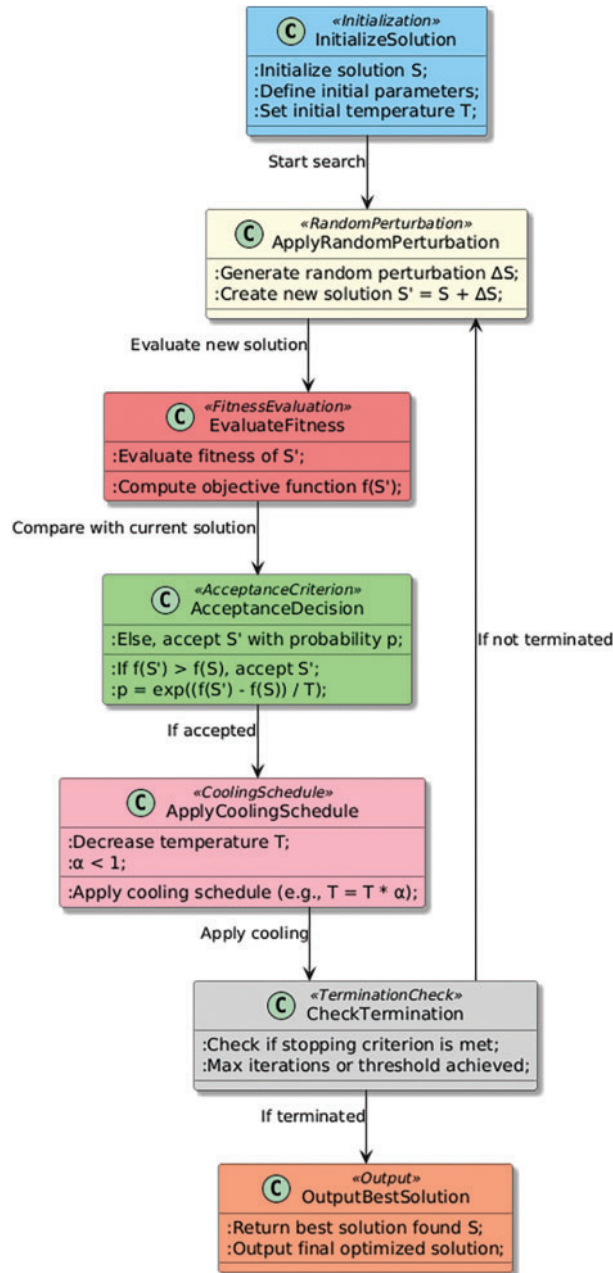 C
«Initialization»
InitializeSolution
:Initialize solution S;
:Define initial parameters;
:Set initial temperature T;
Start search
C
«RandomPerturbation»
ApplyRandomPerturbation
:Generate random perturbation ΔS;
:Create new solution S' = S + ΔS;
Evaluate new solution
C
«FitnessEvaluation»
EvaluateFitness
:Evaluate fitness of S';
:Compute objective function f(S');
Compare with current solution
C
«AcceptanceCriterion»
AcceptanceDecision
:Else, accept S' with probability p;
:If f(S') > f(S), accept S';
:p = exp((f(S') - f(S)) / T);
If not terminated
If accepted
C
«CoolingSchedule»
ApplyCoolingSchedule
:Decrease temperature T;
:α < 1;
:Apply cooling schedule (e.g., T = T * α);
Apply cooling
C
«TerminationCheck»
CheckTermination
:Check if stopping criterion is met;
:Max iterations or threshold achieved;
If terminated
C
«Output»
OutputBestSolution
:Return best solution found S;
:Output final optimized solution;